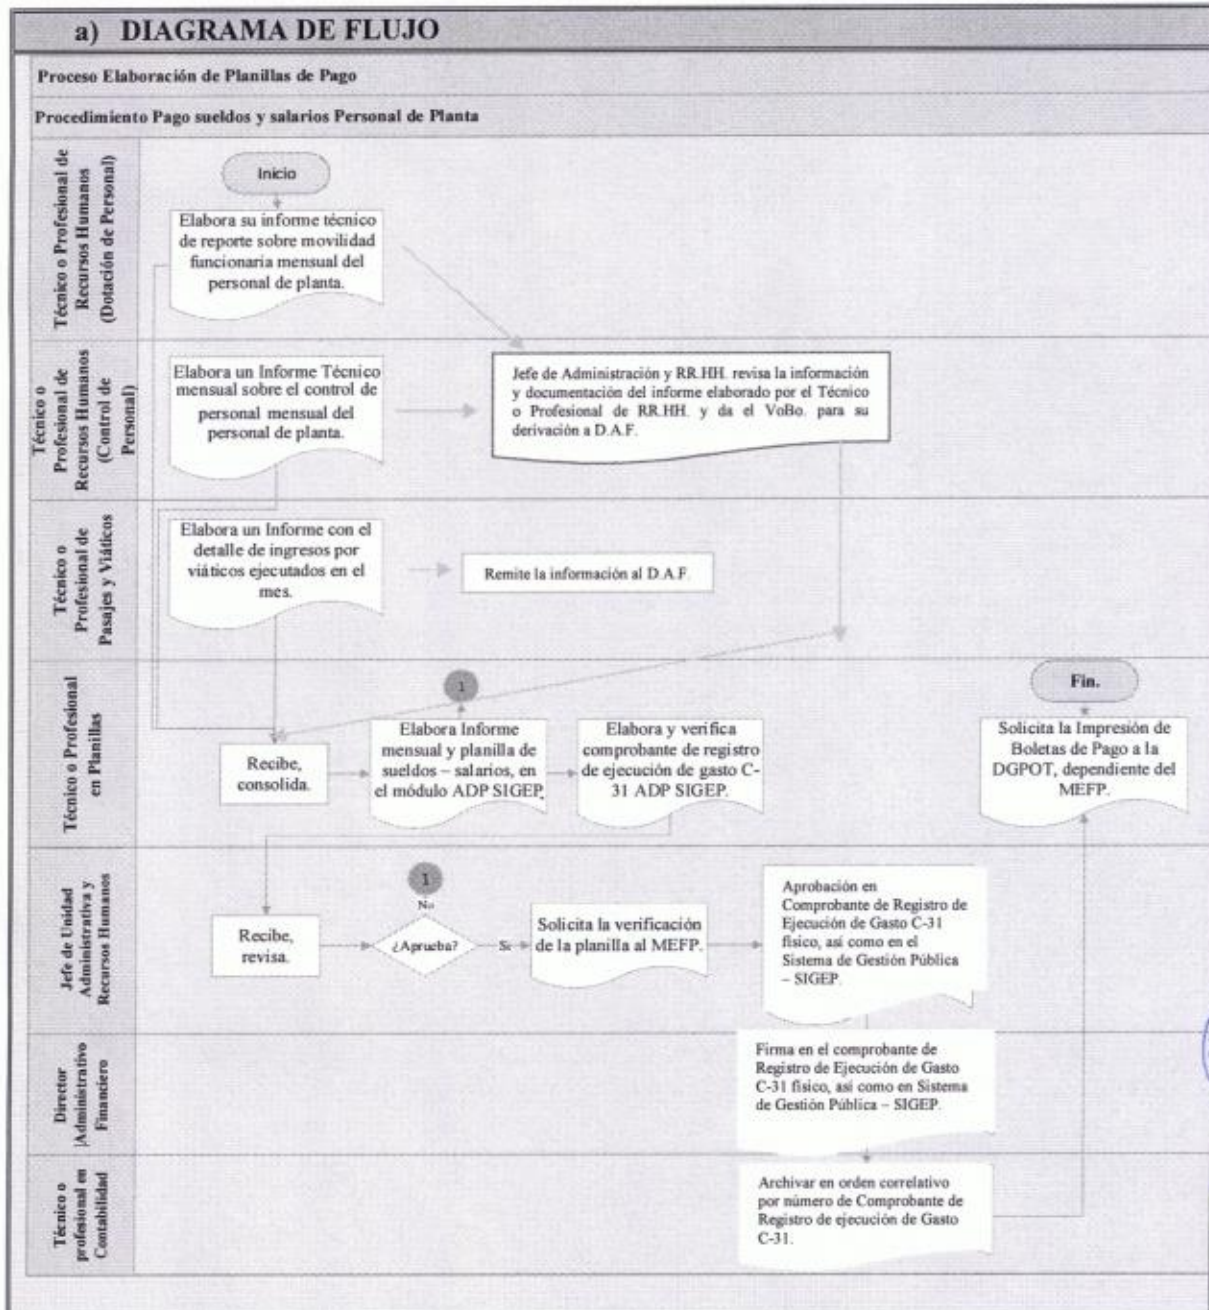 a) DIAGRAMA DE FLUJO
Proceso Elaboración de Planillas de Pago
Procedimiento Pago sueldos y salarios Personal de Planta
Técnico o Profesional de
Recursos Humanos
(Dotación de Personal)
Inicio
Elabora su informe técnico
de reporte sobre movilidad
funcionaria mensual del
personal de planta.
Técnico o
Profesional de
Recursos Humanos
(Control de
Personal)
Elabora un Informe Técnico
mensual sobre el control de
personal mensual del
personal de planta.
Jefe de Administración y RR.HH. revisa la información
y documentación del informe elaborado por el Técnico
o Profesional de RR.HH. y da el VoBo. para su
derivación a D.A.F.
Técnico o
Profesional de
Pasajes y Viáticos
Elabora un Informe con el
detalle de ingresos por
viáticos ejecutados en el
mes.
Remite la información al D.A.F.
Técnico o Profesional
en Planillas
Recibe,
consolida.
1
Elabora Informe
mensual y planilla de
sueldos – salarios, en
el módulo ADP SIGEP.
Elabora y verifica
comprobante de registro
de ejecución de gasto C-
31 ADP SIGEP.
Fin.
Solicita la Impresión de
Boletas de Pago a la
DGPOT, dependiente del
MEFP.
Jefe de Unidad
Administrativa y
Recursos Humanos
Recibe,
revisa.
1
No
¿Aprueba?
Si
Solicita la verificación
de la planilla al MEFP.
Aprobación en
Comprobante de Registro de
Ejecución de Gasto C-31
físico, así como en el
Sistema de Gestión Pública
– SIGEP.
Director
Administrativo
Financiero
Firma en el comprobante de
Registro de Ejecución de Gasto
C-31 físico, así como en Sistema
de Gestión Pública – SIGEP.
Técnico o
profesional en
Contabilidad
Archivar en orden correlativo
por número de Comprobante de
Registro de ejecución de Gasto
C-31.